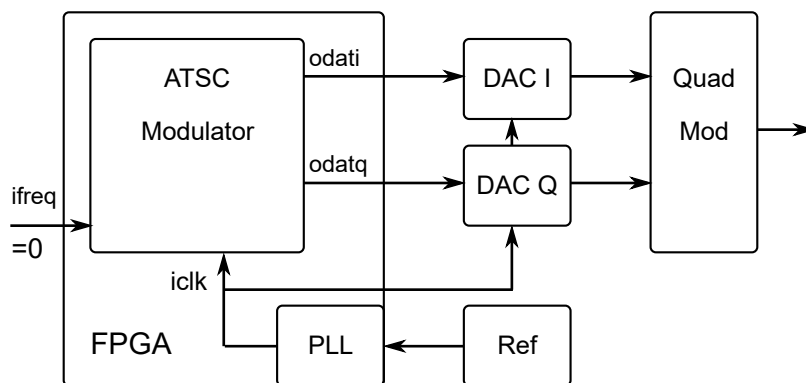 ATSC
Modulator
odati
odatq
DAC I
DAC Q
Quad
Mod
ifreq
=0
iclk
FPGA
PLL
Ref